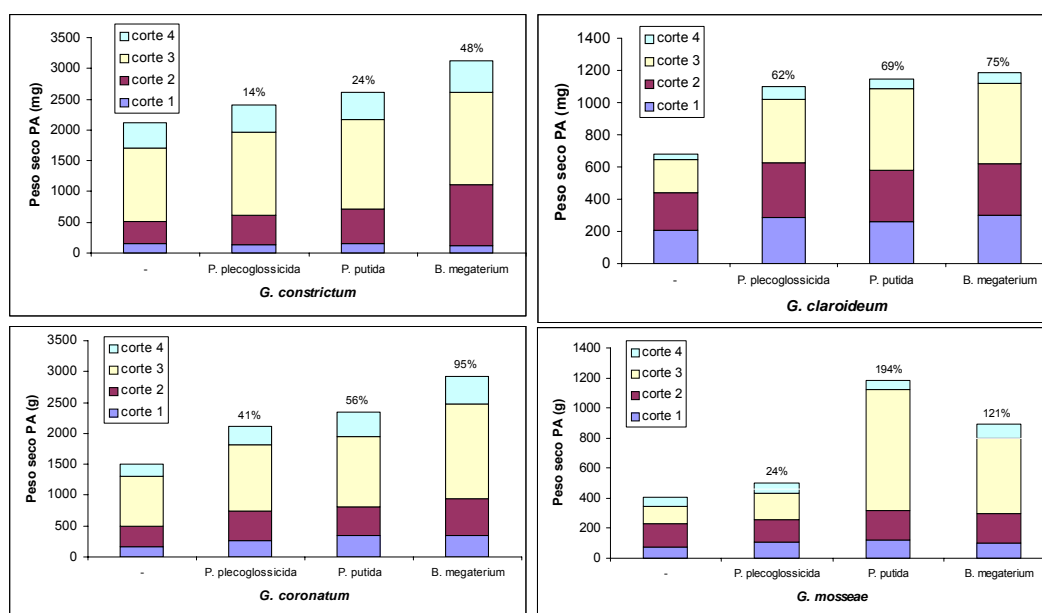 Peso seco PA (mg)
3500
3000
2500
2000
1500
1000
500
0
corte 4
corte 3
corte 2
corte 1
14%
24%
48%
-
P. plecoglossicida
P. putida
B. megaterium
G. constrictum
Peso seco PA (mg)
1400
1200
1000
800
600
400
200
0
corte 4
corte 3
corte 2
corte 1
62%
69%
75%
-
P. plecoglossicida
P. putida
B. megaterium
G. claroideum
Peso seco PA (g)
3500
3000
2500
2000
1500
1000
500
0
corte 4
corte 3
corte 2
corte 1
41%
56%
95%
-
P. plecoglossicida
P. putida
B. megaterium
G. coronatum
Peso seco PA (g)
1400
1200
1000
800
600
400
200
0
corte 4
corte 3
corte 2
corte 1
24%
194%
121%
-
P. plecoglossicida
P. putida
B. megaterium
G. mosseae